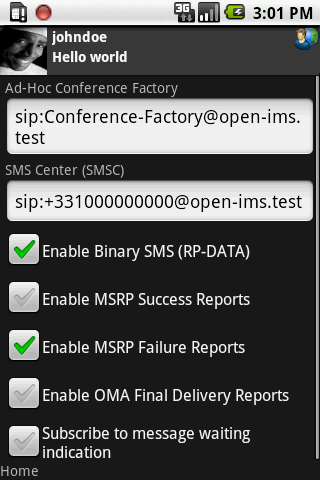 3G
3:01 PM
johndoe
Hello world
Ad-Hoc Conference Factory
sip:Conference-Factory@open-ims.
test
SMS Center (SMSC)
sip:+331000000000@open-ims.test
Enable Binary SMS (RP-DATA)
Enable MSRP Success Reports
Enable MSRP Failure Reports
Enable OMA Final Delivery Reports
Subscribe to message waiting
indication
Home